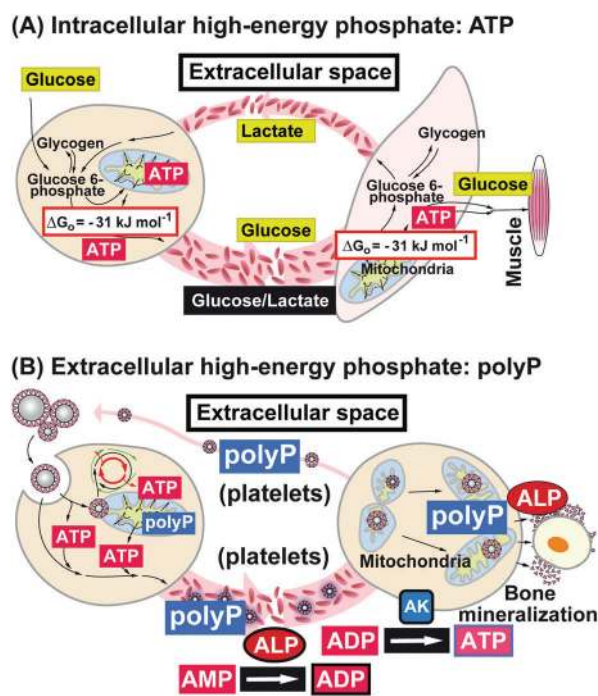 (A) Intracellular high-energy phosphate: ATP
Extracellular space
Glucose
Lactate
Glycogen
Glucose 6-
phosphate
ATP
ΔGₒ = - 31 kJ mol⁻¹
ATP
Glucose
Glucose/Lactate
Glycogen
Glucose 6-
phosphate
Glucose
ATP
ΔGₒ = - 31 kJ mol⁻¹
Mitochondria
Muscle
(B) Extracellular high-energy phosphate: polyP
Extracellular space
polyP
(platelets)
ATP
polyP
ATP
ATP
(platelets)
polyP
ALP
Mitochondria
polyP
ALP
Bone
mineralization
AK
ADP
ATP
AMP
ADP